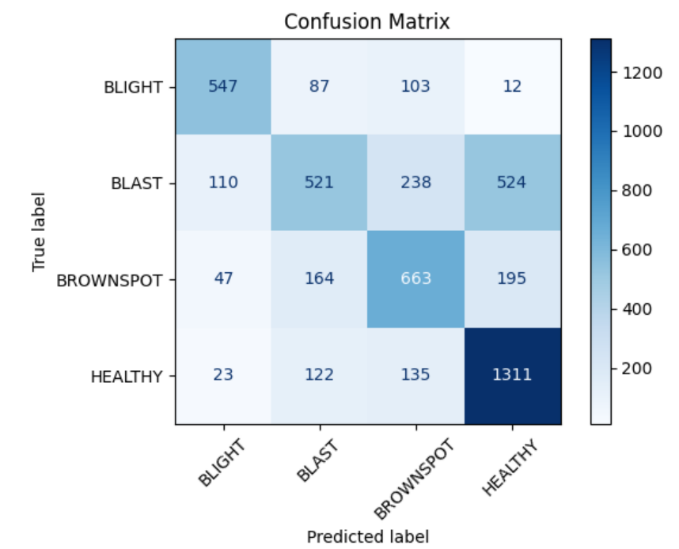 Confusion Matrix
BLIGHT 547 87 103 12
BLAST 110 521 238 524
BROWNSPOT 47 164 663 195
HEALTHY 23 122 135 1311
BLIGHT BLAST BROWNSPOT HEALTHY
True label
Predicted label
1200
1000
800
600
400
200